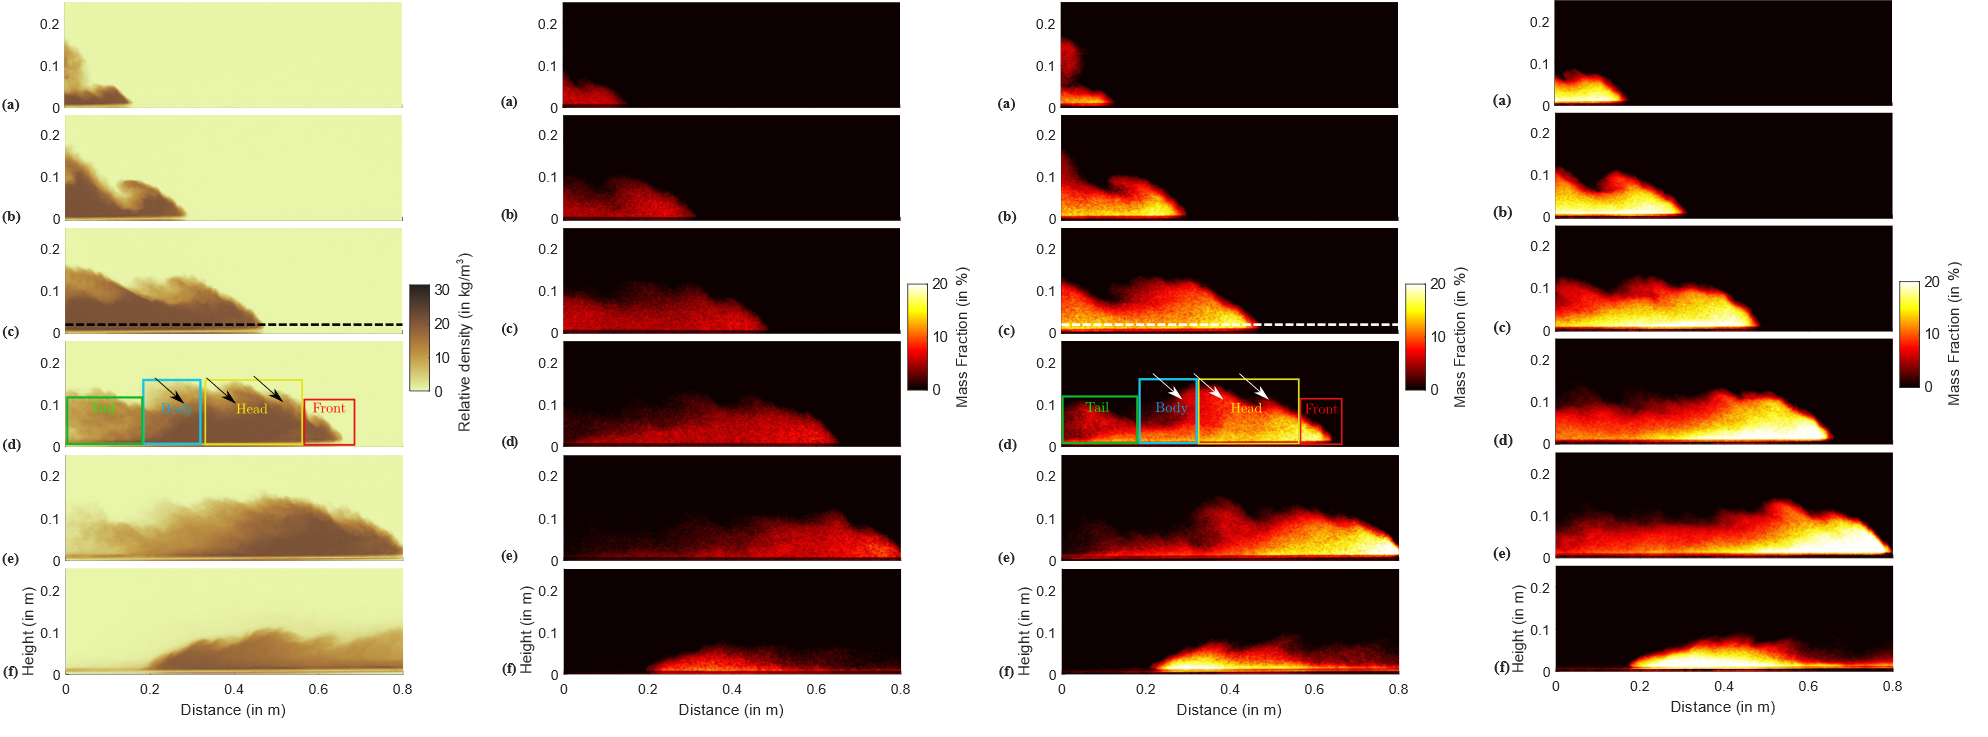 0.2
0.1
0
(a)
0.2
0.1
0
(b)
0.2
0.1
0
(c)
0.2
0.1
0
(d)
Tail
Body
Head
Front
0.2
0.1
0
(e)
0.2
0.1
0
(f)
Height (in m)
0 0.2 0.4 0.6 0.8
Distance (in m)
30
20
10
0
Relative density (in kg/m³)
0.2
0.1
0
(a)
0.2
0.1
0
(b)
0.2
0.1
0
(c)
0.2
0.1
0
(d)
0.2
0.1
0
(e)
0.2
0.1
0
(f)
Height (in m)
0 0.2 0.4 0.6 0.8
Distance (in m)
20
10
0
Mass Fraction (in %)
0.2
0.1
0
(a)
0.2
0.1
0
(b)
0.2
0.1
0
(c)
0.2
0.1
0
(d)
Tail
Body
Head
Front
0.2
0.1
0
(e)
0.2
0.1
0
(f)
Height (in m)
0 0.2 0.4 0.6 0.8
Distance (in m)
20
10
0
Mass Fraction (in %)
0.2
0.1
0
(a)
0.2
0.1
0
(b)
0.2
0.1
0
(c)
0.2
0.1
0
(d)
0.2
0.1
0
(e)
0.2
0.1
0
(f)
Height (in m)
0 0.2 0.4 0.6 0.8
Distance (in m)
20
10
0
Mass Fraction (in %)